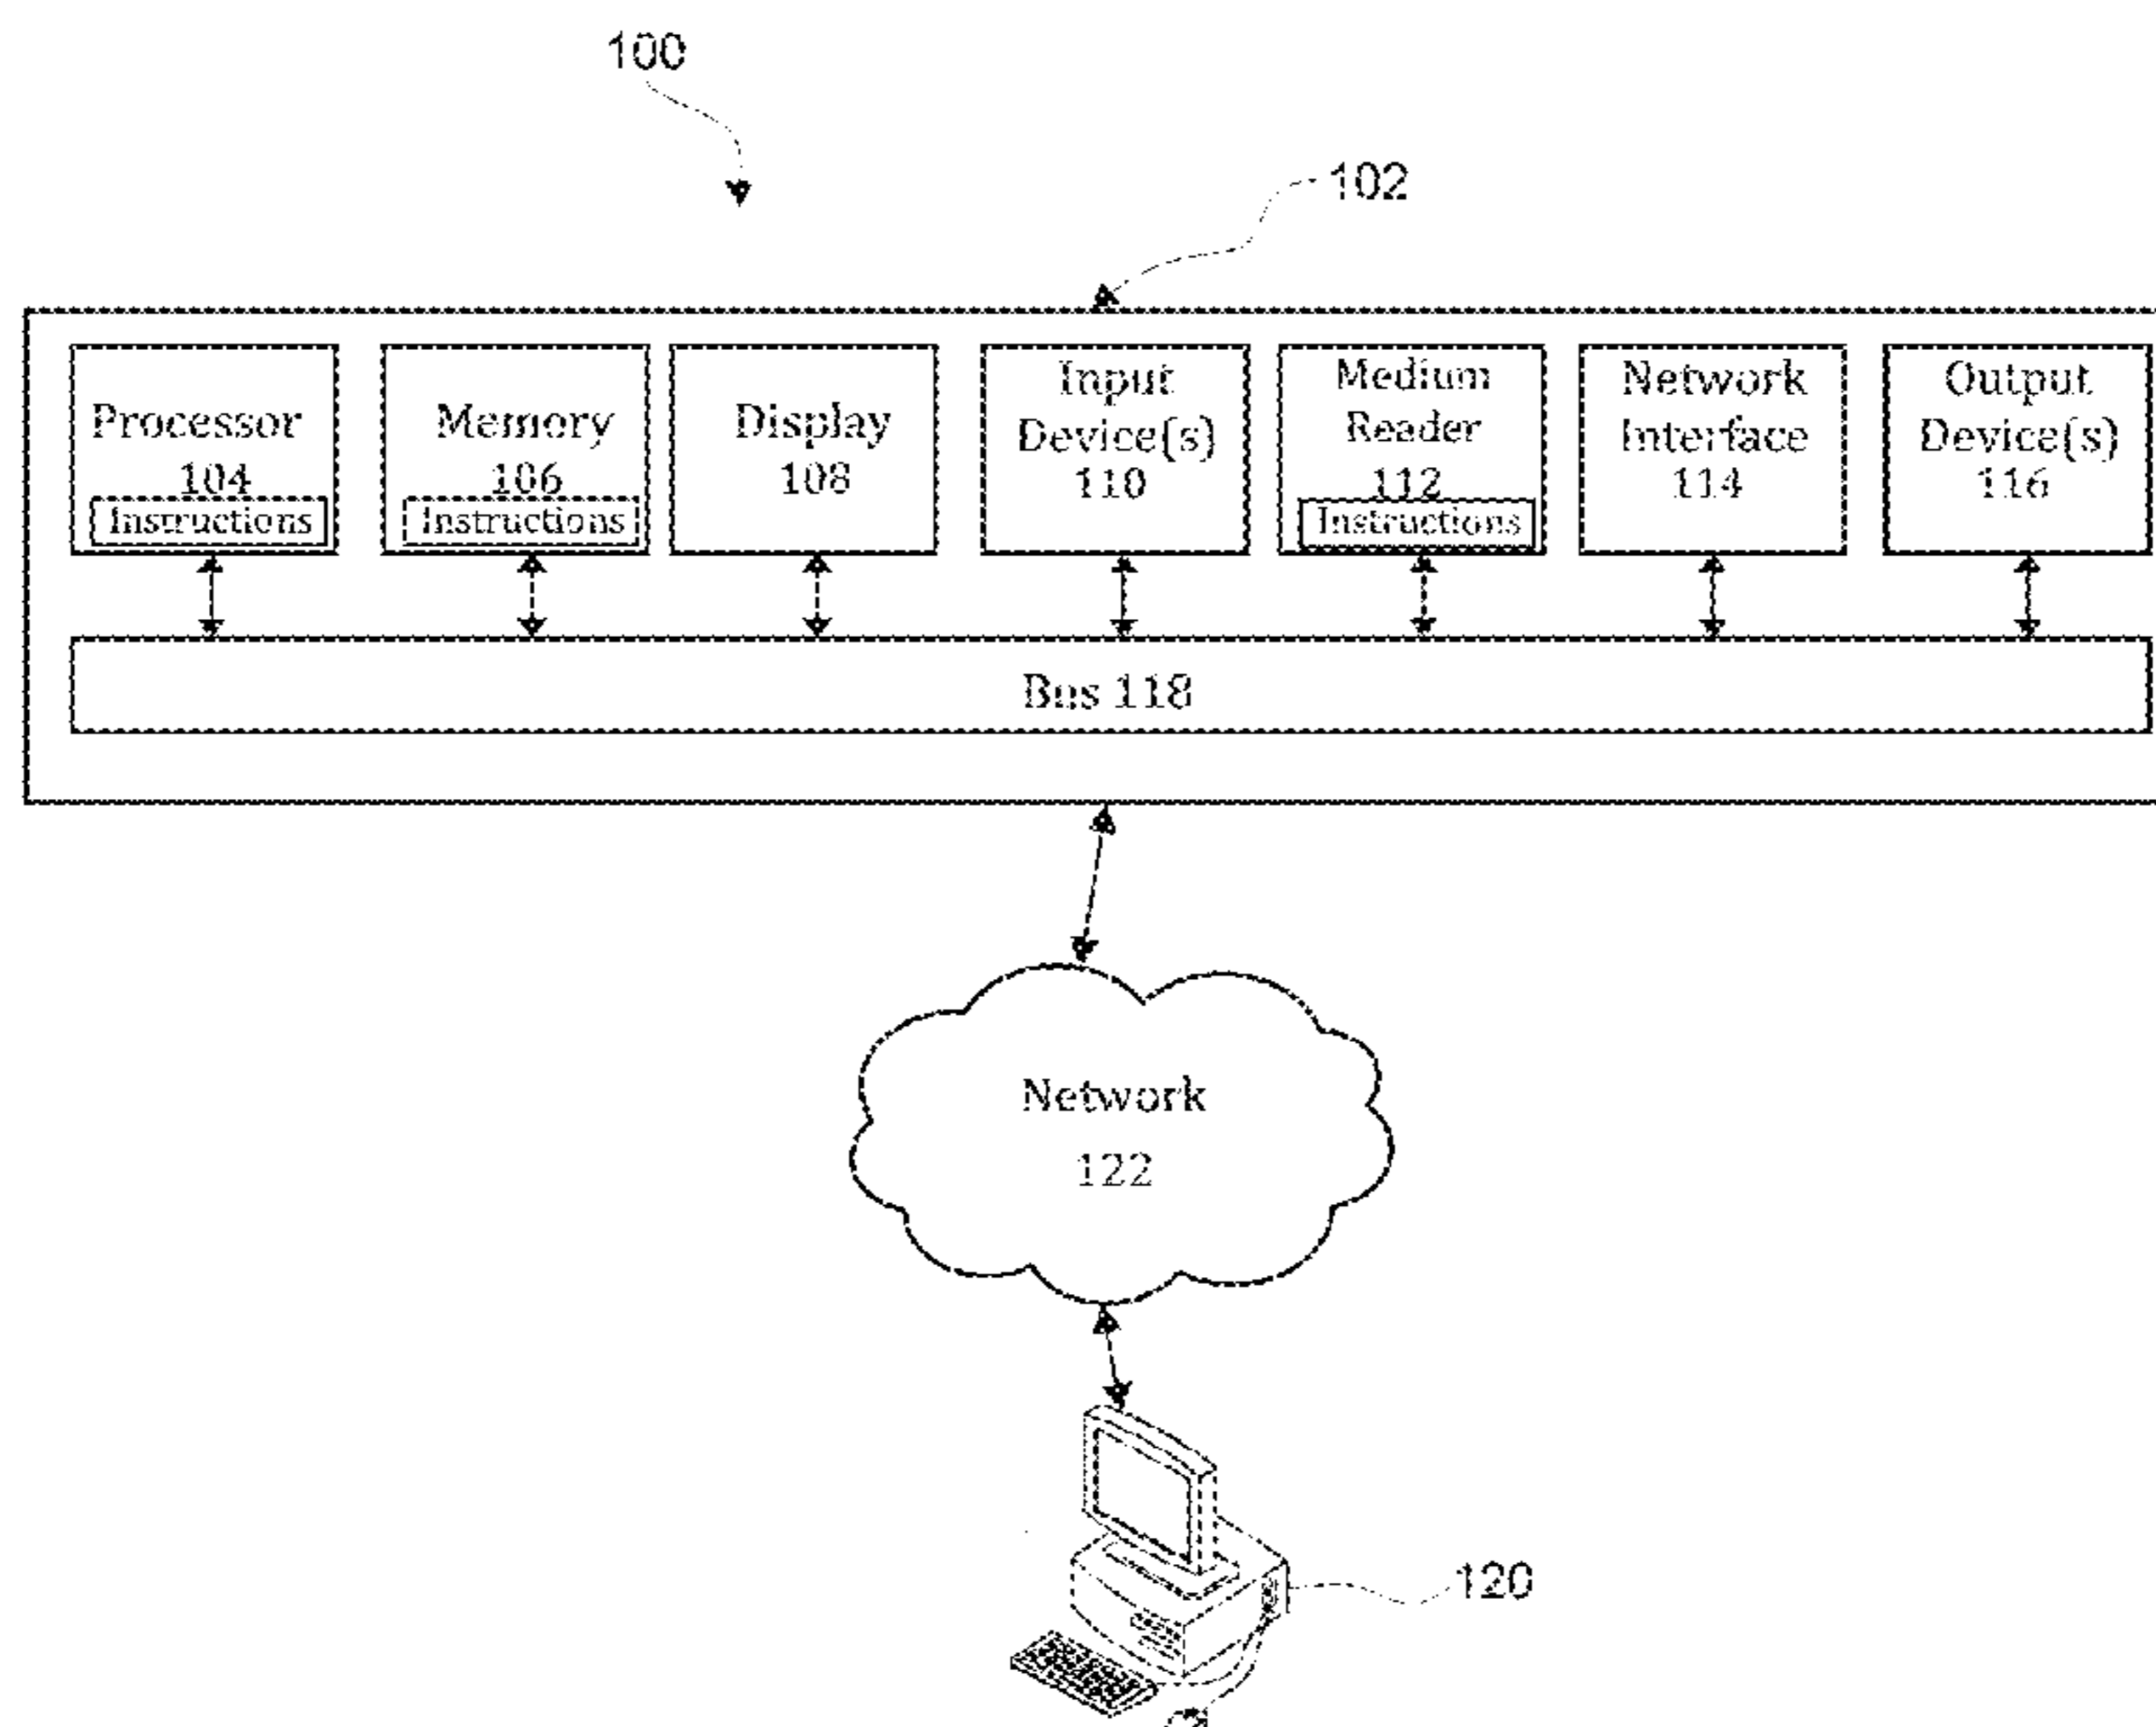 100
102
Processor
104
Instructions
Memory
106
Instructions
Display
108
Input
Device(s)
110
Medium
Reader
112
Instructions
Network
Interface
114
Output
Device(s)
116
Bus 118
Network
122
120